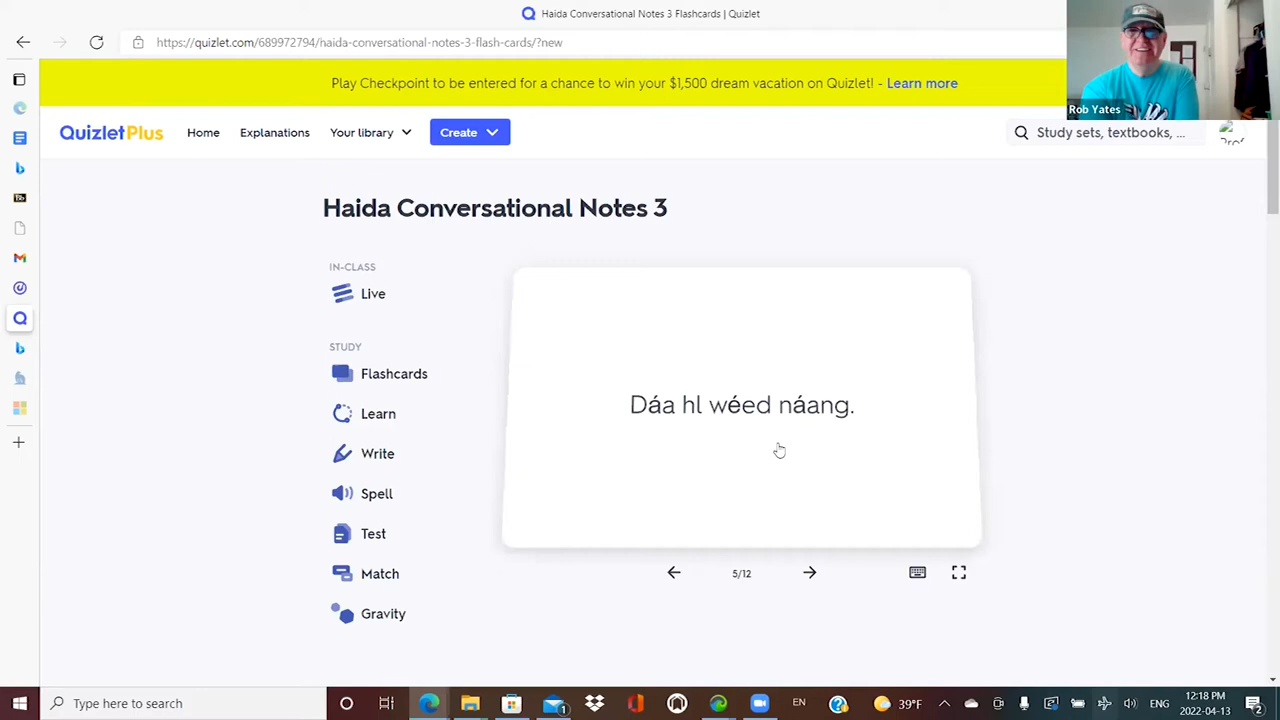 Haida Conversational Notes 3 Flashcards | Quizlet
https://quizlet.com/689972794/haida-conversational-notes-3-flash-cards/?new
Play Checkpoint to be entered for a chance to win your $1,500 dream vacation on Quizlet! - Learn more
Rob Yates
QuizletPlus
Home
Explanations
Your library
Create
Study sets, textbooks, ...
Haida Conversational Notes 3
IN-CLASS
Live
STUDY
Flashcards
Learn
Write
Spell
Test
Match
Gravity
Dáa hl wéed náang.
5/12
Type here to search
EN
39°F
ENG
12:18 PM
2022-04-13